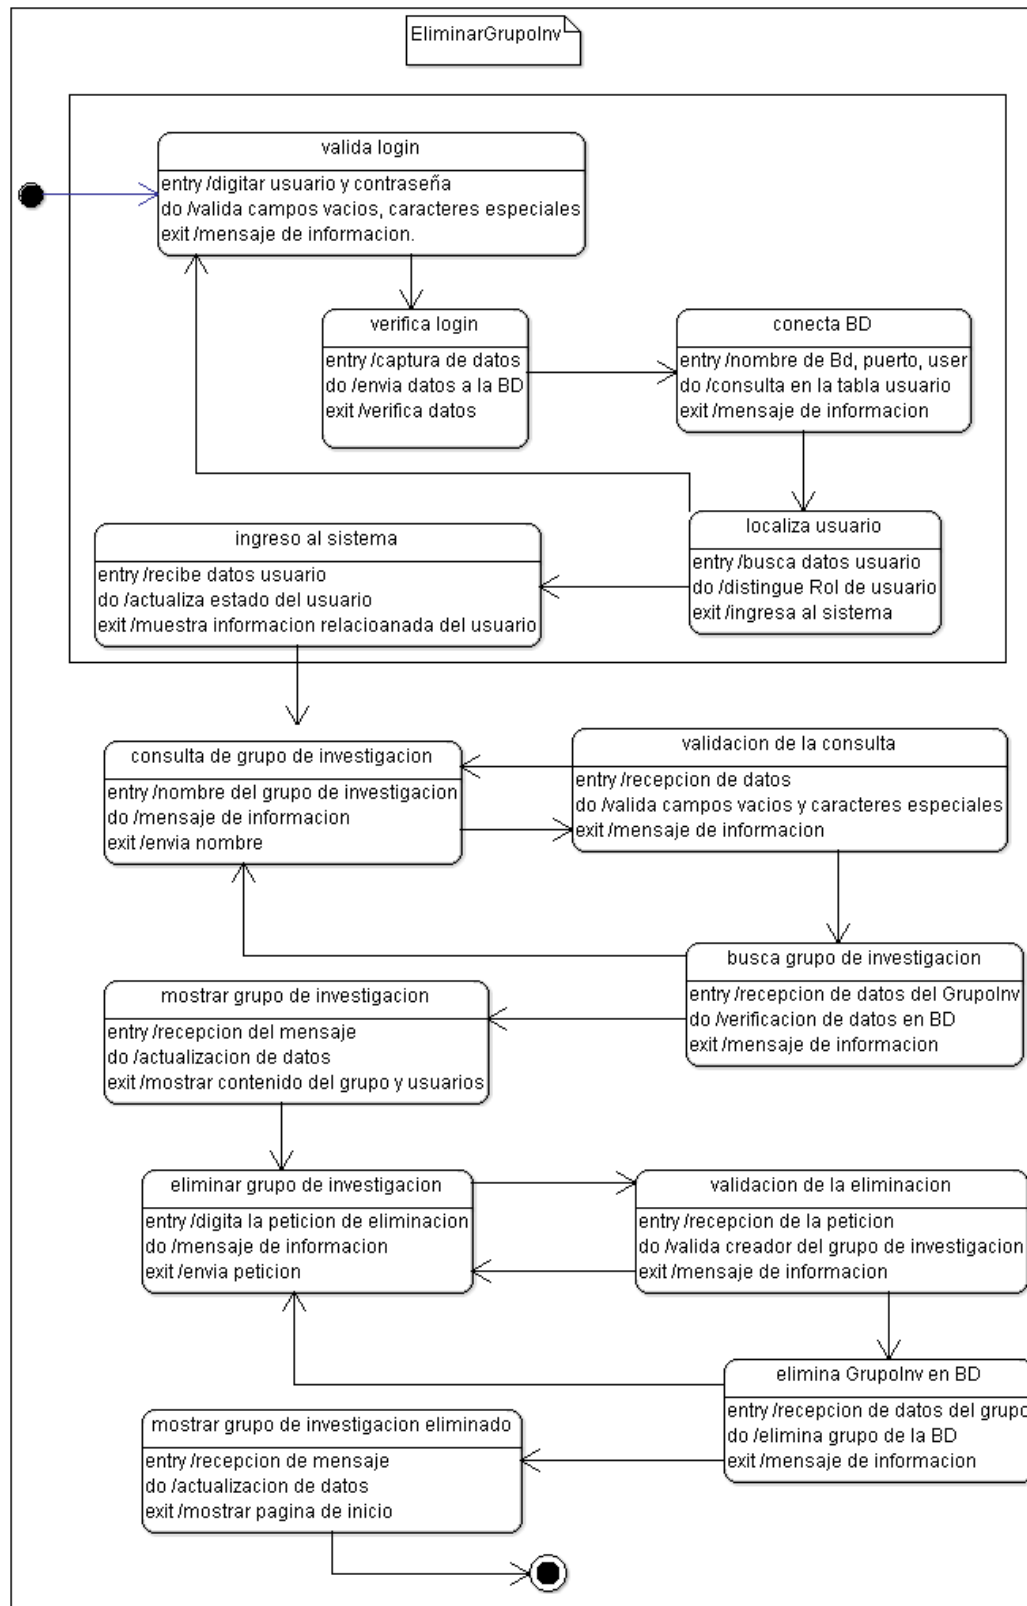 EliminarGrupoInv
valida login
entry /digitar usuario y contraseña
do /valida campos vacios, caracteres especiales
exit /mensaje de informacion.
verifica login
entry /captura de datos
do /envia datos a la BD
exit /verifica datos
conecta BD
entry /nombre de Bd, puerto, user
do /consulta en la tabla usuario
exit /mensaje de informacion
localiza usuario
entry /busca datos usuario
do /distingue Rol de usuario
exit /ingresa al sistema
ingreso al sistema
entry /recibe datos usuario
do /actualiza estado del usuario
exit /muestra informacion relacioanada del usuario
consulta de grupo de investigacion
entry /nombre del grupo de investigacion
do /mensaje de informacion
exit /envia nombre
validacion de la consulta
entry /recepcion de datos
do /valida campos vacios y caracteres especiales
exit /mensaje de informacion
busca grupo de investigacion
entry /recepcion de datos del GrupoInv
do /verificacion de datos en BD
exit /mensaje de informacion
mostrar grupo de investigacion
entry /recepcion del mensaje
do /actualizacion de datos
exit /mostrar contenido del grupo y usuarios
eliminar grupo de investigacion
entry /digita la peticion de eliminacion
do /mensaje de informacion
exit /envia peticion
validacion de la eliminacion
entry /recepcion de la peticion
do /valida creador del grupo de investigacion
exit /mensaje de informacion
elimina GrupoInv en BD
entry /recepcion de datos del grupo
do /elimina grupo de la BD
exit /mensaje de informacion
mostrar grupo de investigacion eliminado
entry /recepcion de mensaje
do /actualizacion de datos
exit /mostrar pagina de inicio